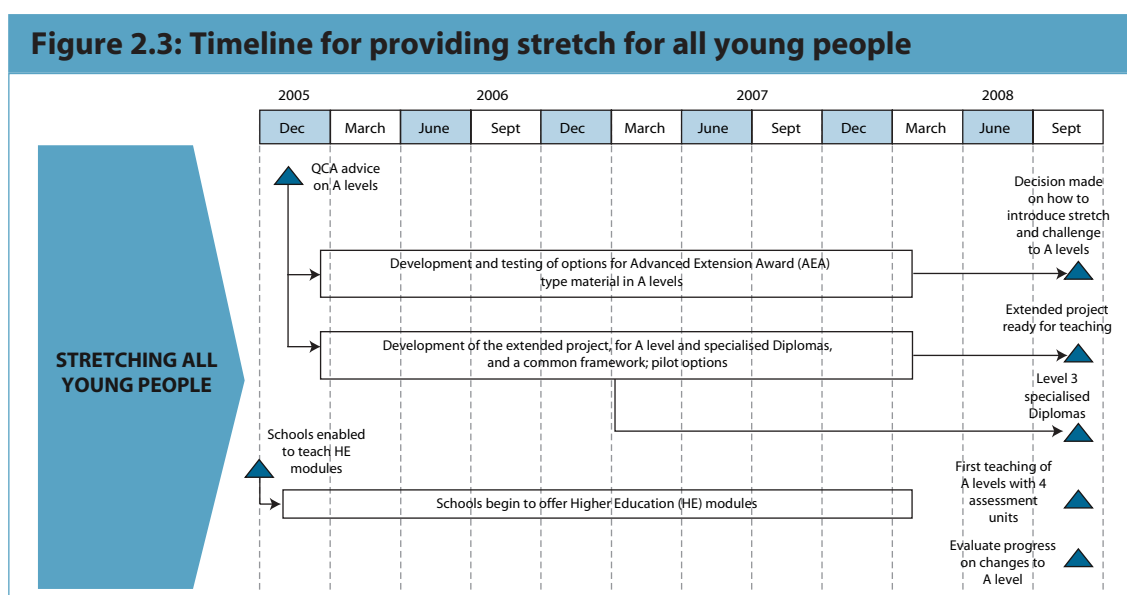 Figure 2.3: Timeline for providing stretch for all young people
2005 2006 2007 2008
Dec March June Sept Dec March June Sept Dec March June Sept
QCA advice
on A levels
Decision made
on how to
introduce stretch
and challenge
to A levels
Development and testing of options for Advanced Extension Award (AEA)
type material in A levels
Extended project
ready for teaching
Development of the extended project, for A level and specialised Diplomas,
and a common framework; pilot options
STRETCHING ALL
YOUNG PEOPLE
Level 3
specialised
Diplomas
Schools enabled
to teach HE
modules
Schools begin to offer Higher Education (HE) modules
First teaching of
A levels with 4
assessment
units
Evaluate progress
on changes to
A level